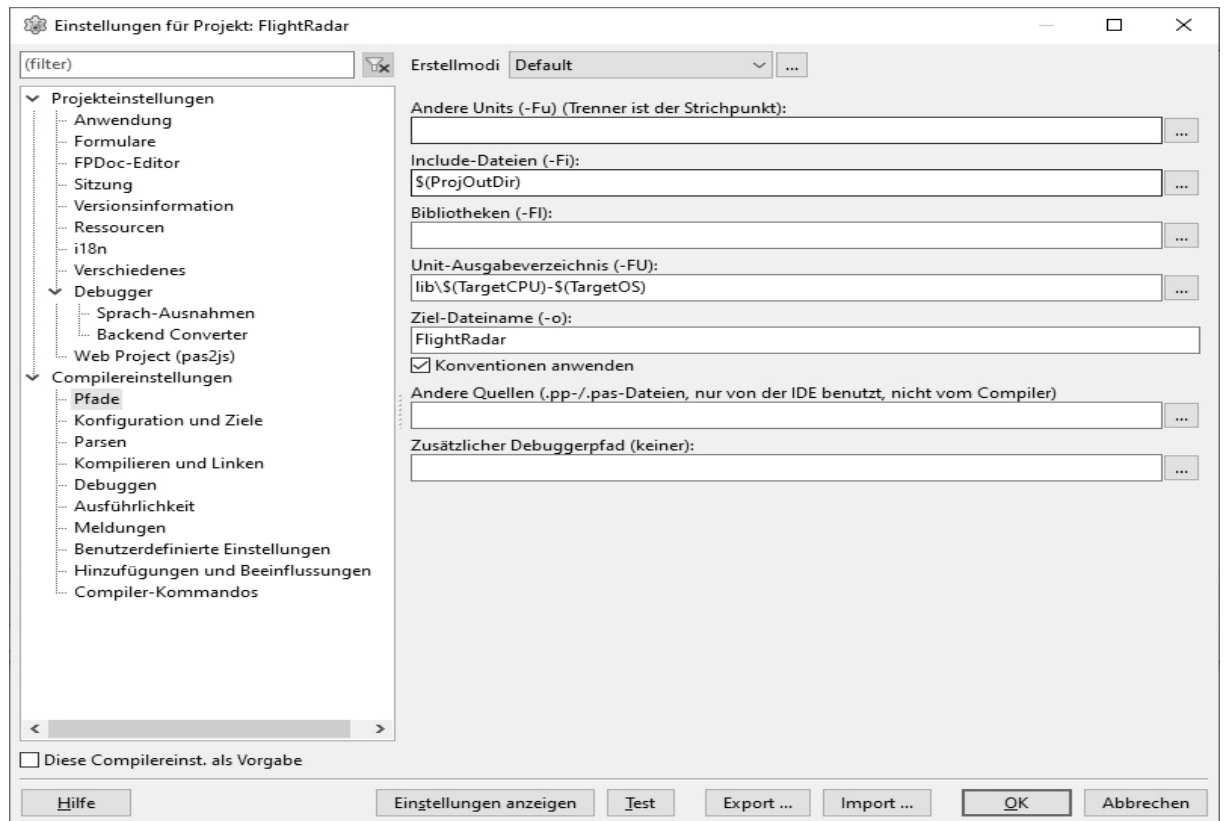 Einstellungen für Projekt: FlightRadar
(filter)
Erstellmodi Default ...
Projekteinstellungen
Anwendung
Formulare
FPDoc-Editor
Sitzung
Versionsinformation
Ressourcen
i18n
Verschiedenes
Debugger
Sprach-Ausnahmen
Backend Converter
Web Project (pas2js)
Compilereinstellungen
Pfade
Konfiguration und Ziele
Parsen
Kompilieren und Linken
Debuggen
Ausführlichkeit
Meldungen
Benutzerdefinierte Einstellungen
Hinzufügungen und Beeinflussungen
Compiler-Kommandos
Andere Units (-Fu) (Trenner ist der Strichpunkt):
...
Include-Dateien (-Fi):
$(ProjOutDir) ...
Bibliotheken (-Fl):
...
Unit-Ausgabeverzeichnis (-FU):
lib\$(TargetCPU)-$(TargetOS) ...
Ziel-Dateiname (-o):
FlightRadar
Konventionen anwenden
Andere Quellen (.pp-/.pas-Dateien, nur von der IDE benutzt, nicht vom Compiler)
...
Zusätzlicher Debuggerpfad (keiner):
...
Diese Compilereinst. als Vorgabe
Hilfe Einstellungen anzeigen Test Export ... Import ... OK Abbrechen